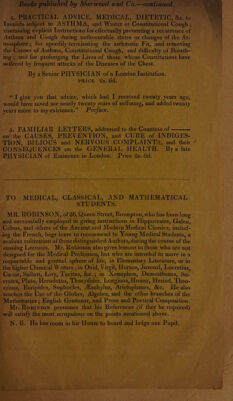 Books published by Sherwood and Co.—continued.
4. PRACTICAL ADVICE, MEDICAL, DIETETIC, &c. to
Invalids subject to ASTHMA, and Winter or Constitutional Cough;
containing explicit Instructions for effectually preventing a recurrence of
Asthma and Cough during unfavourable states or changes of the At-
mosphere; for speedily terminating the asthmatic Fit, and removing
the Causes of Asthma, Constitutional Cough, and difficulty of Breath-
ing; and for prolonging the Lives of those whose Constitutions have
suffered by frequent attacks of the Diseases of the Chest.
By a Senior PHYSICIAN of a London Institution.
PRICE 2s. 6d.
"I give you that advice, which had I received twenty years ago,
would have saved me nearly twenty years of suffering, and added twenty
years more to my existence." Preface.
5. FAMILIAR LETTERS, addressed to the Countess of ———
on the CAUSES, PREVENTION, and CURE of INDIGES-
TION, BILIOUS and NERVOUS COMPLAINTS, and their
CONSEQUENCES on the GENERAL HEALTH. By a late
PHYSICIAN of Eminence in London. Price 2s. 6d.
TO MEDICAL, CLASSICAL, AND MATHEMATICAL
STUDENTS.
MR. ROBINSON, of 26, Queen Street, Brompton, who has been long
and successfully employed in giving instructions in Hippocrates, Galen,
Celsus, and others of the Ancient and Modern Medical Classics, includ-
ing the French, begs leave to recommend to Young Medical Students, a
private
of those distinguished Authors, during the course of the
ensuing Lectures. Mr. Robinson also gives lessons to those who are not
designed for the Medical Profession, but who are intended to move in a
respectable and genteel sphere of life, in Elementary Literature, or in
the higher Classical Writers; in Ovid, Virgil, Horace, Juvenal, Lucretius,
Cæsar, Sallust, Livy, Tacitus, &c.; in Xenophon, Demosthenes, Iso-
crates, Plato, Herodotus, Thucydides, Longinus, Homer, Hesiod, Theo-
critus, Euripides, Sophocles, Æschylus, Aristophanes, &c. He also
teaches the Use of the Globes, Algebra, and the other branches of the
Mathematics; English Grammar, and Prose and Poetical Composition.
Mr. Robinson presumes that his References (if they be required)
will satisfy the most scrupulous on the points mentioned above.
N. B. He has room in his House to board and lodge one Pupil.